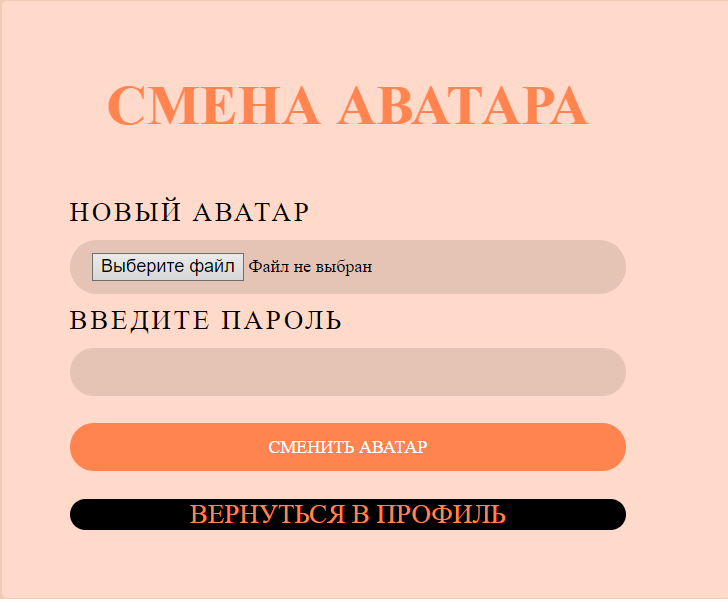 СМЕНА АВАТАРА
НОВЫЙ АВАТАР
Выберите файл Файл не выбран
ВВЕДИТЕ ПАРОЛЬ
СМЕНИТЬ АВАТАР
ВЕРНУТЬСЯ В ПРОФИЛЬ